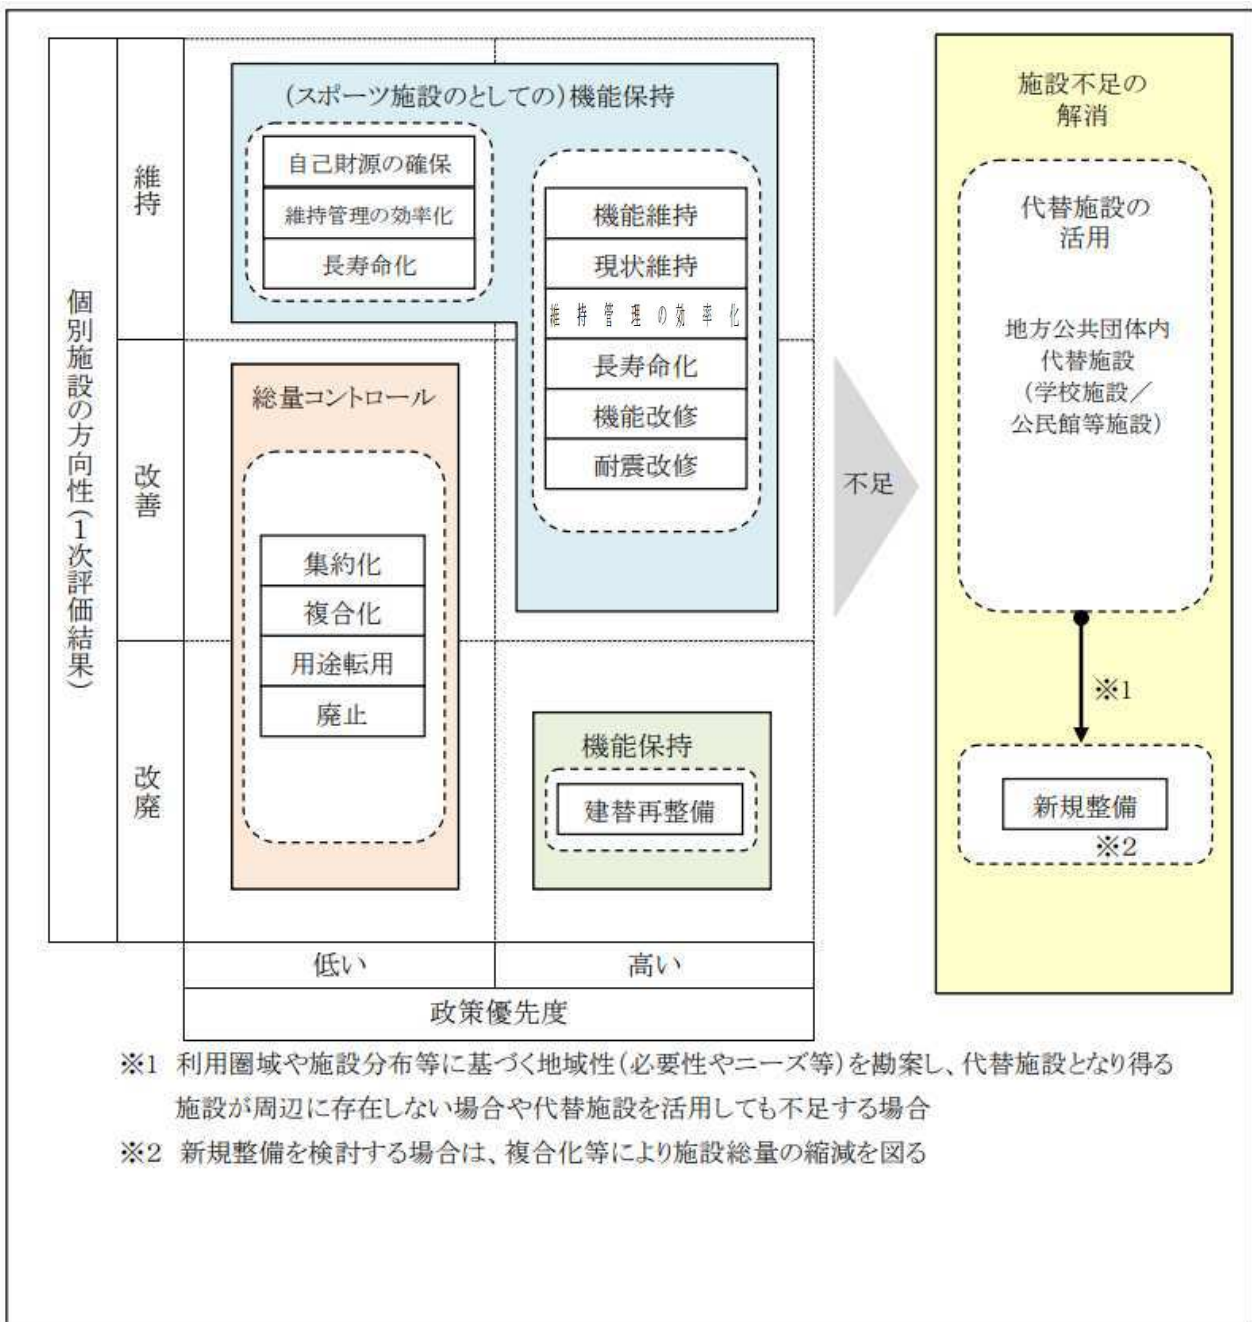 個別施設の方向性(1次評価結果)
維持
改善
改廃
(スポーツ施設のとしての)機能保持
自己財源の確保
維持管理の効率化
長寿命化
機能維持
現状維持
維持管理の効率化
長寿命化
機能改修
耐震改修
総量コントロール
集約化
複合化
用途転用
廃止
機能保持
建替再整備
低い
高い
政策優先度
不足
施設不足の
解消
代替施設の
活用
地方公共団体内
代替施設
(学校施設/
公民館等施設)
※1
新規整備
※2
※1 利用圏域や施設分布等に基づく地域性(必要性やニーズ等)を勘案し、代替施設となり得る
施設が周辺に存在しない場合や代替施設を活用しても不足する場合
※2 新規整備を検討する場合は、複合化等により施設総量の縮減を図る